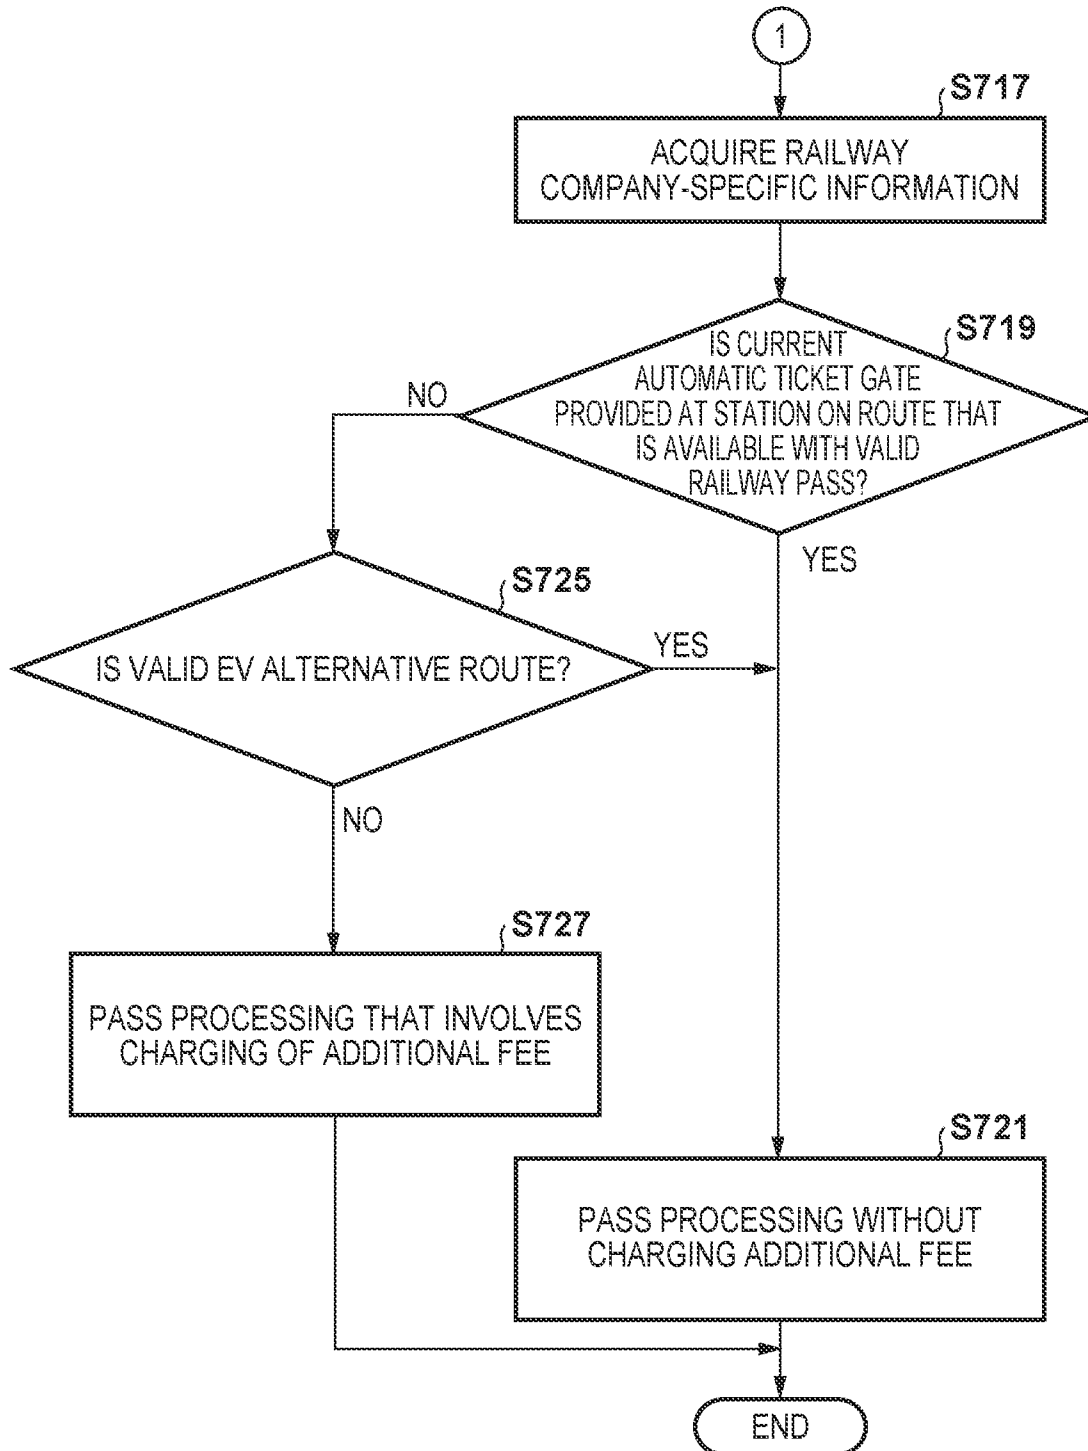 1
S717
ACQUIRE RAILWAY
COMPANY-SPECIFIC INFORMATION
S719
IS CURRENT
AUTOMATIC TICKET GATE
PROVIDED AT STATION ON ROUTE THAT
IS AVAILABLE WITH VALID
RAILWAY PASS?
NO
YES
S725
IS VALID EV ALTERNATIVE ROUTE?
YES
NO
S727
PASS PROCESSING THAT INVOLVES
CHARGING OF ADDITIONAL FEE
S721
PASS PROCESSING WITHOUT
CHARGING ADDITIONAL FEE
END